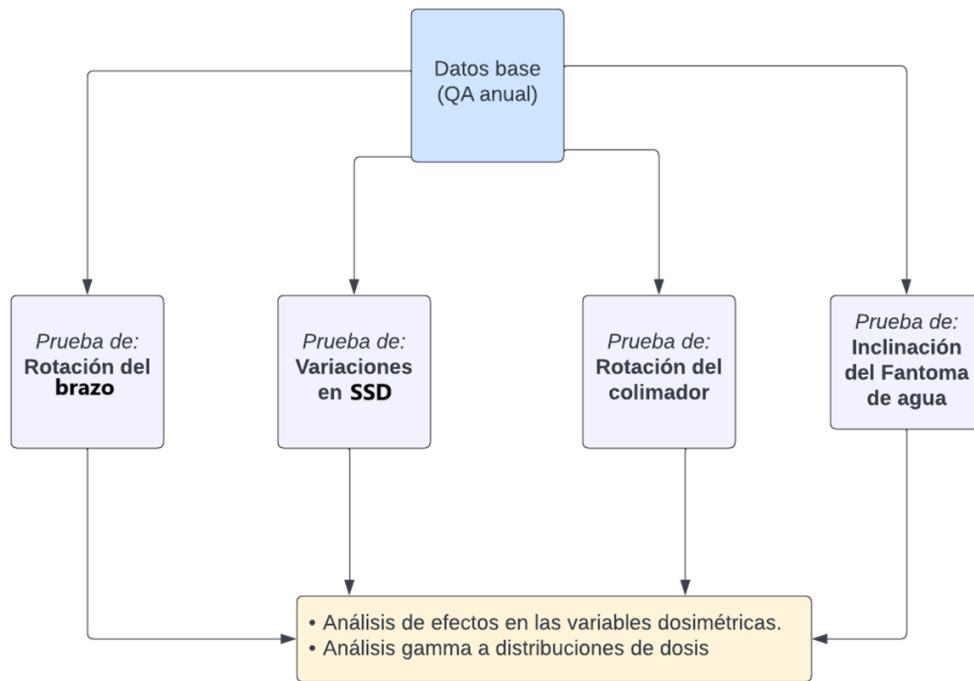 Datos base
(QA anual)
Prueba de:
Rotación del
brazo
Prueba de:
Variaciones
en SSD
Prueba de:
Rotación del
colimador
Prueba de:
Inclinación
del Fantoma
de agua
• Análisis de efectos en las variables dosimétricas.
• Análisis gamma a distribuciones de dosis